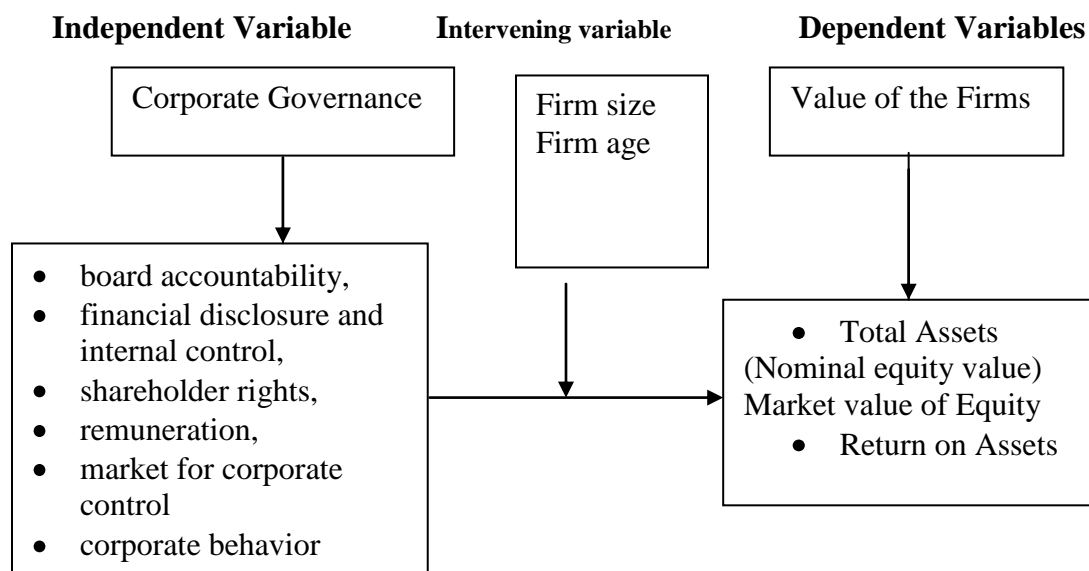 Independent Variable
Intervening variable
Dependent Variables
Corporate Governance
Firm size
Firm age
Value of the Firms
• board accountability,
• financial disclosure and
internal control,
• shareholder rights,
• remuneration,
• market for corporate
control
• corporate behavior
• Total Assets
(Nominal equity value)
Market value of Equity
• Return on Assets